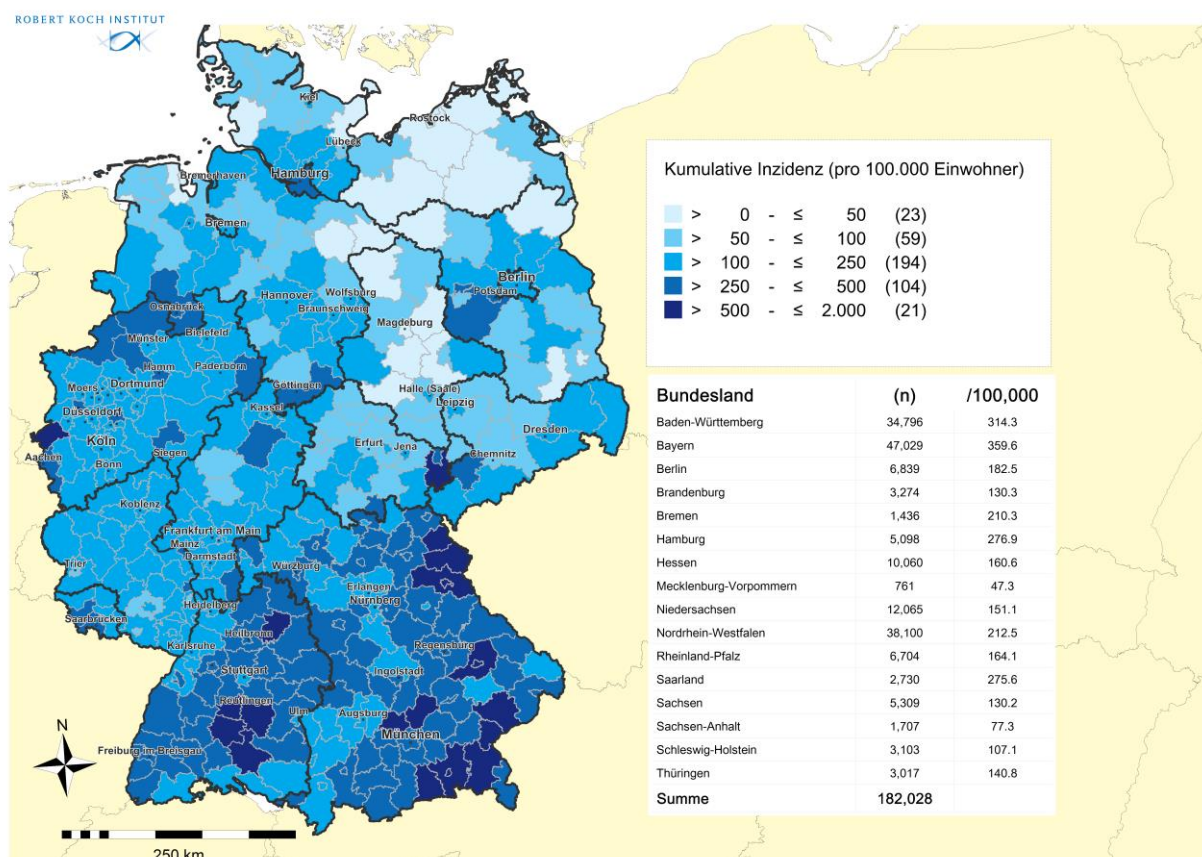 ROBERT KOCH INSTITUT
Kiel
Rostock
Lübeck
Bremerhaven
Hamburg
Bremen
Berlin
Potsdam
Wolfsburg
Hannover
Braunschweig
Osnabrück
Magdeburg
Bielefeld
Münster
Hamm
Paderborn
Göttingen
Halle (Saale)
Moers
Dortmund
Leipzig
Kassel
Düsseldorf
Dresden
Köln
Erfurt
Jena
Chemnitz
Aachen
Siegen
Bonn
Koblenz
Frankfurt am Main
Mainz
Trier
Darmstadt
Würzburg
Erlangen
Nürnberg
Heidelberg
Saarbrücken
Heilbronn
Karlsruhe
Regensburg
Stuttgart
Ingolstadt
Reutlingen
Ulm
Augsburg
München
Freiburg im Breisgau
N
250 km
Kumulative Inzidenz (pro 100.000 Einwohner)
> 0 - ≤ 50 (23)
> 50 - ≤ 100 (59)
> 100 - ≤ 250 (194)
> 250 - ≤ 500 (104)
> 500 - ≤ 2.000 (21)
Bundesland (n) /100,000
Baden-Württemberg 34,796 314.3
Bayern 47,029 359.6
Berlin 6,839 182.5
Brandenburg 3,274 130.3
Bremen 1,436 210.3
Hamburg 5,098 276.9
Hessen 10,060 160.6
Mecklenburg-Vorpommern 761 47.3
Niedersachsen 12,065 151.1
Nordrhein-Westfalen 38,100 212.5
Rheinland-Pfalz 6,704 164.1
Saarland 2,730 275.6
Sachsen 5,309 130.2
Sachsen-Anhalt 1,707 77.3
Schleswig-Holstein 3,103 107.1
Thüringen 3,017 140.8
Summe 182,028